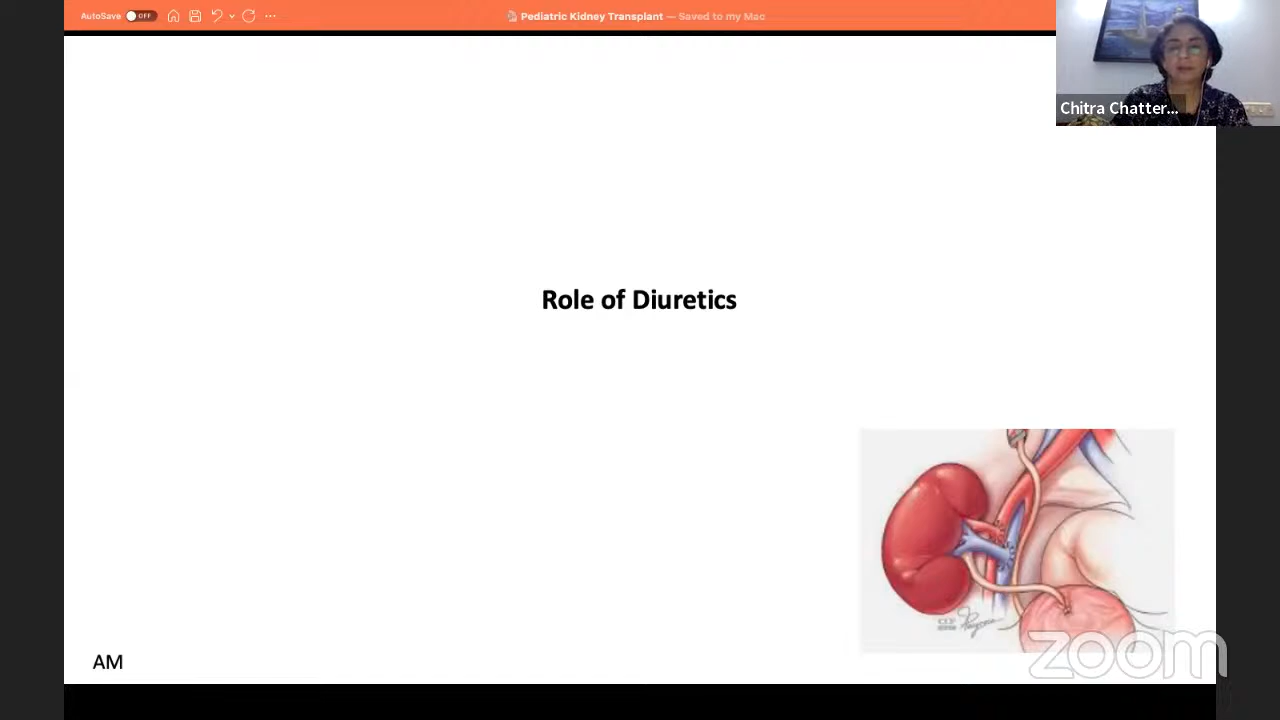 AutoSave OFF
Pediatric Kidney Transplant — Saved to my Mac
Chitra Chatter...
Role of Diuretics
AM
zoom